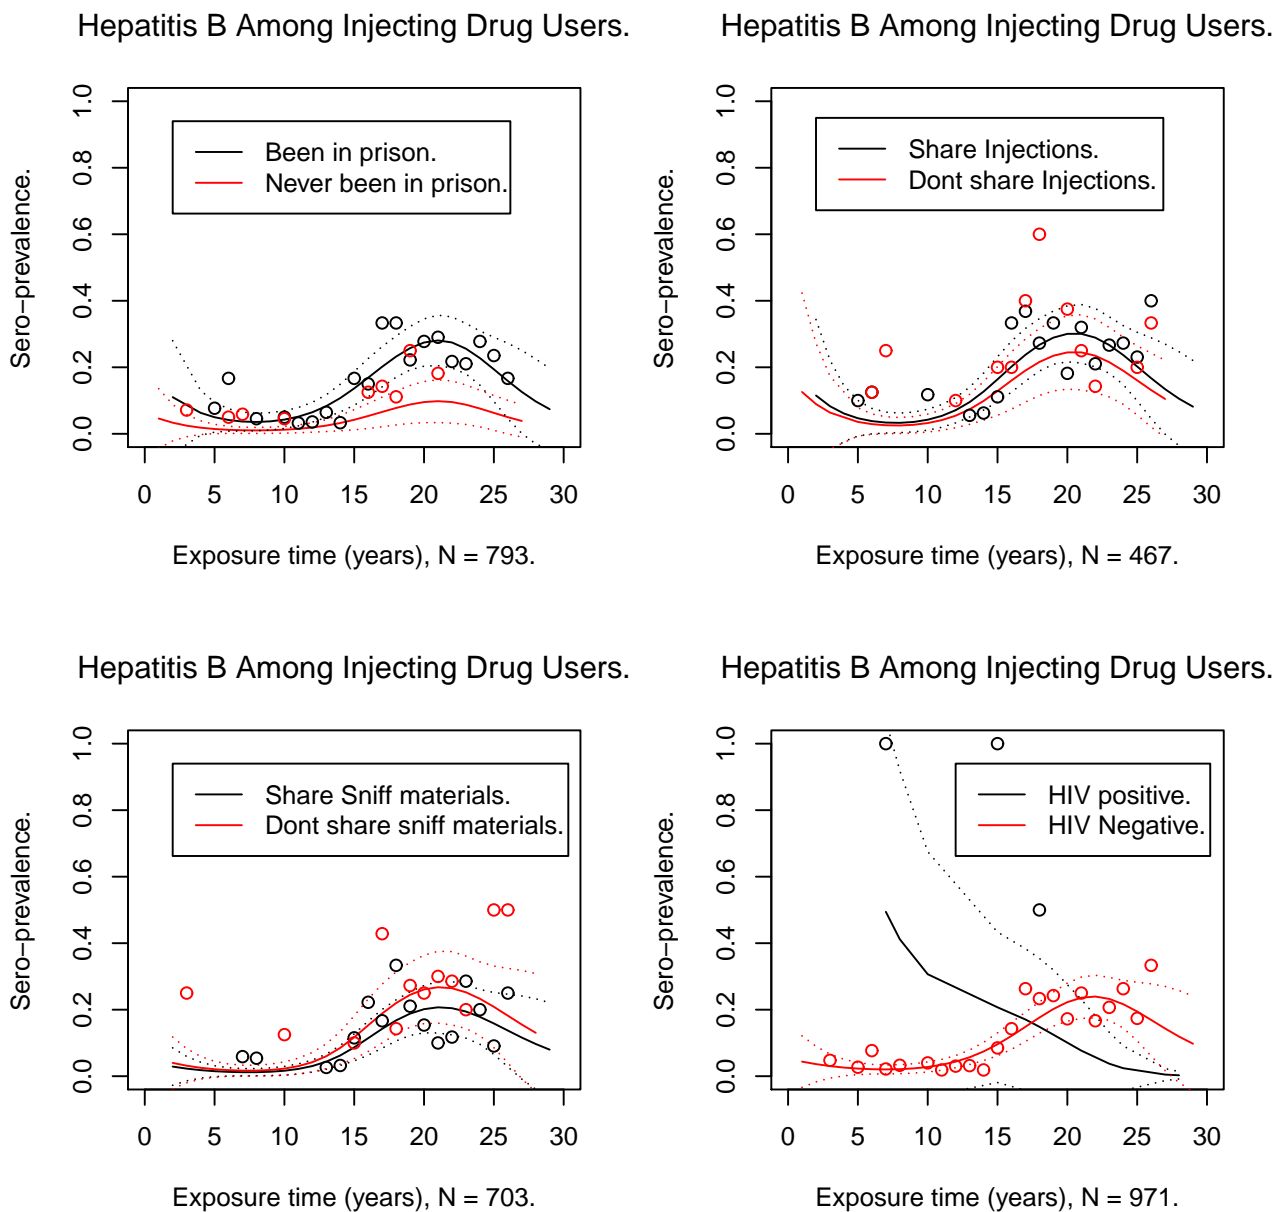 Hepatitis B Among Injecting Drug Users.
Sero−prevalence.
1.0
0.8
0.6
0.4
0.2
0.0
Been in prison.
Never been in prison.
0 5 10 15 20 25 30
Exposure time (years), N = 793.
Hepatitis B Among Injecting Drug Users.
Sero−prevalence.
1.0
0.8
0.6
0.4
0.2
0.0
Share Injections.
Dont share Injections.
0 5 10 15 20 25 30
Exposure time (years), N = 467.
Hepatitis B Among Injecting Drug Users.
Sero−prevalence.
1.0
0.8
0.6
0.4
0.2
0.0
Share Sniff materials.
Dont share sniff materials.
0 5 10 15 20 25 30
Exposure time (years), N = 703.
Hepatitis B Among Injecting Drug Users.
Sero−prevalence.
1.0
0.8
0.6
0.4
0.2
0.0
HIV positive.
HIV Negative.
0 5 10 15 20 25 30
Exposure time (years), N = 971.